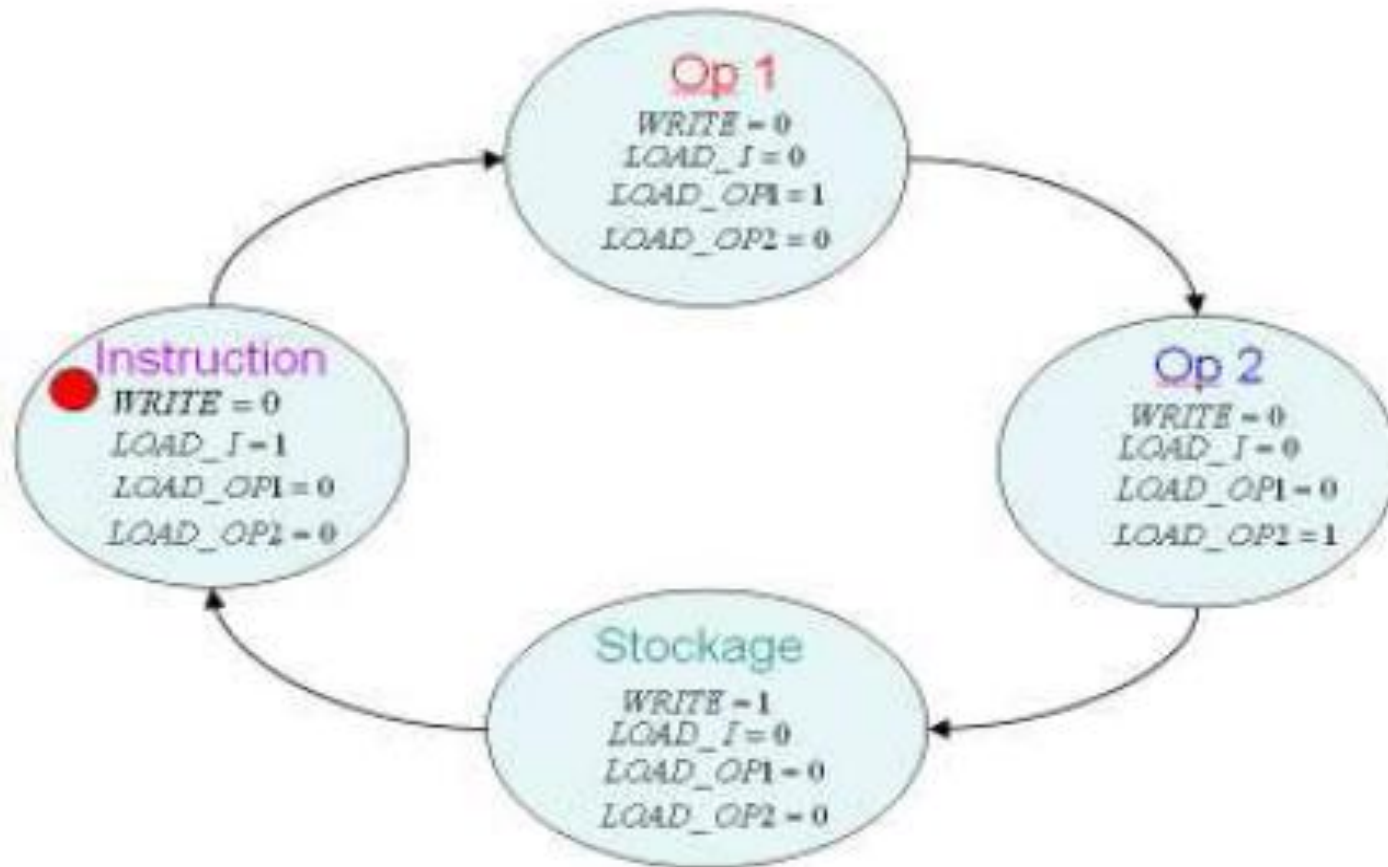 Op 1
WRITE = 0
LOAD_I = 0
LOAD_OP1 = 1
LOAD_OP2 = 0
Instruction
WRITE = 0
LOAD_I = 1
LOAD_OP1 = 0
LOAD_OP2 = 0
Op 2
WRITE = 0
LOAD_I = 0
LOAD_OP1 = 0
LOAD_OP2 = 1
Stockage
WRITE = 1
LOAD_I = 0
LOAD_OP1 = 0
LOAD_OP2 = 0